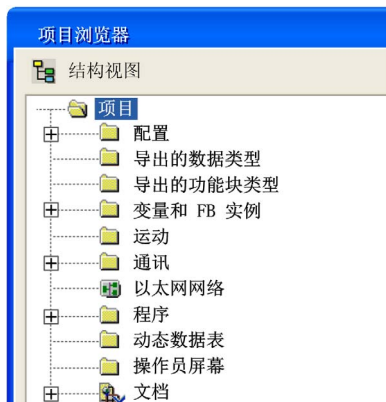 项目浏览器
结构视图
项目
配置
导出的数据类型
导出的功能块类型
变量和 FB 实例
运动
通讯
以太网网络
程序
动态数据表
操作员屏幕
文档